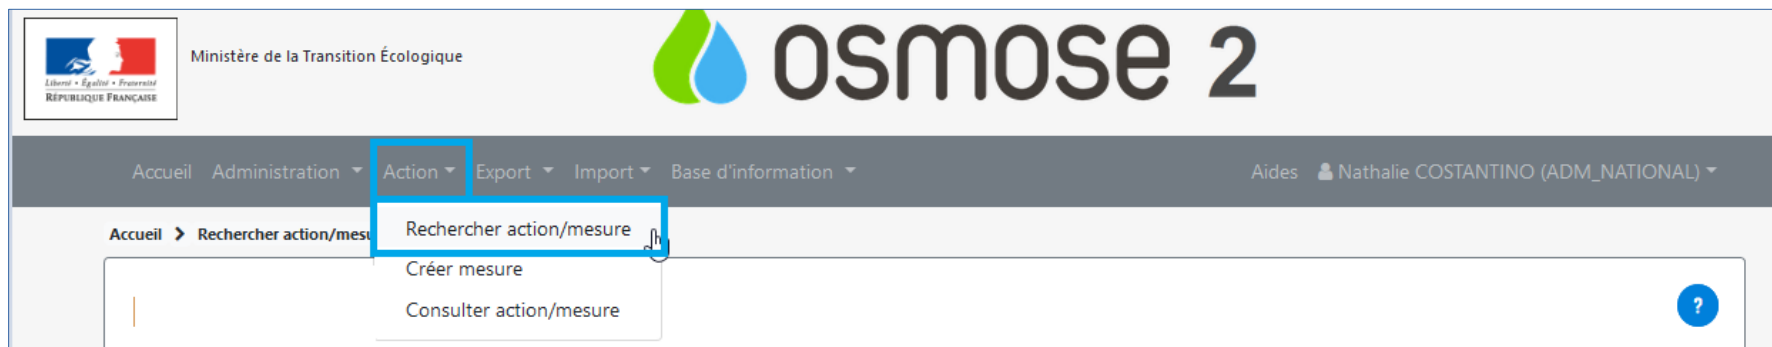 Ministère de la Transition Écologique
Liberté • Égalité • Fraternité
RÉPUBLIQUE FRANÇAISE
osmose 2
Accueil Administration Action Export Import Base d'information Aides Nathalie COSTANTINO (ADM_NATIONAL)
Accueil > Rechercher action/mesu
Rechercher action/mesure
Créer mesure
Consulter action/mesure
?